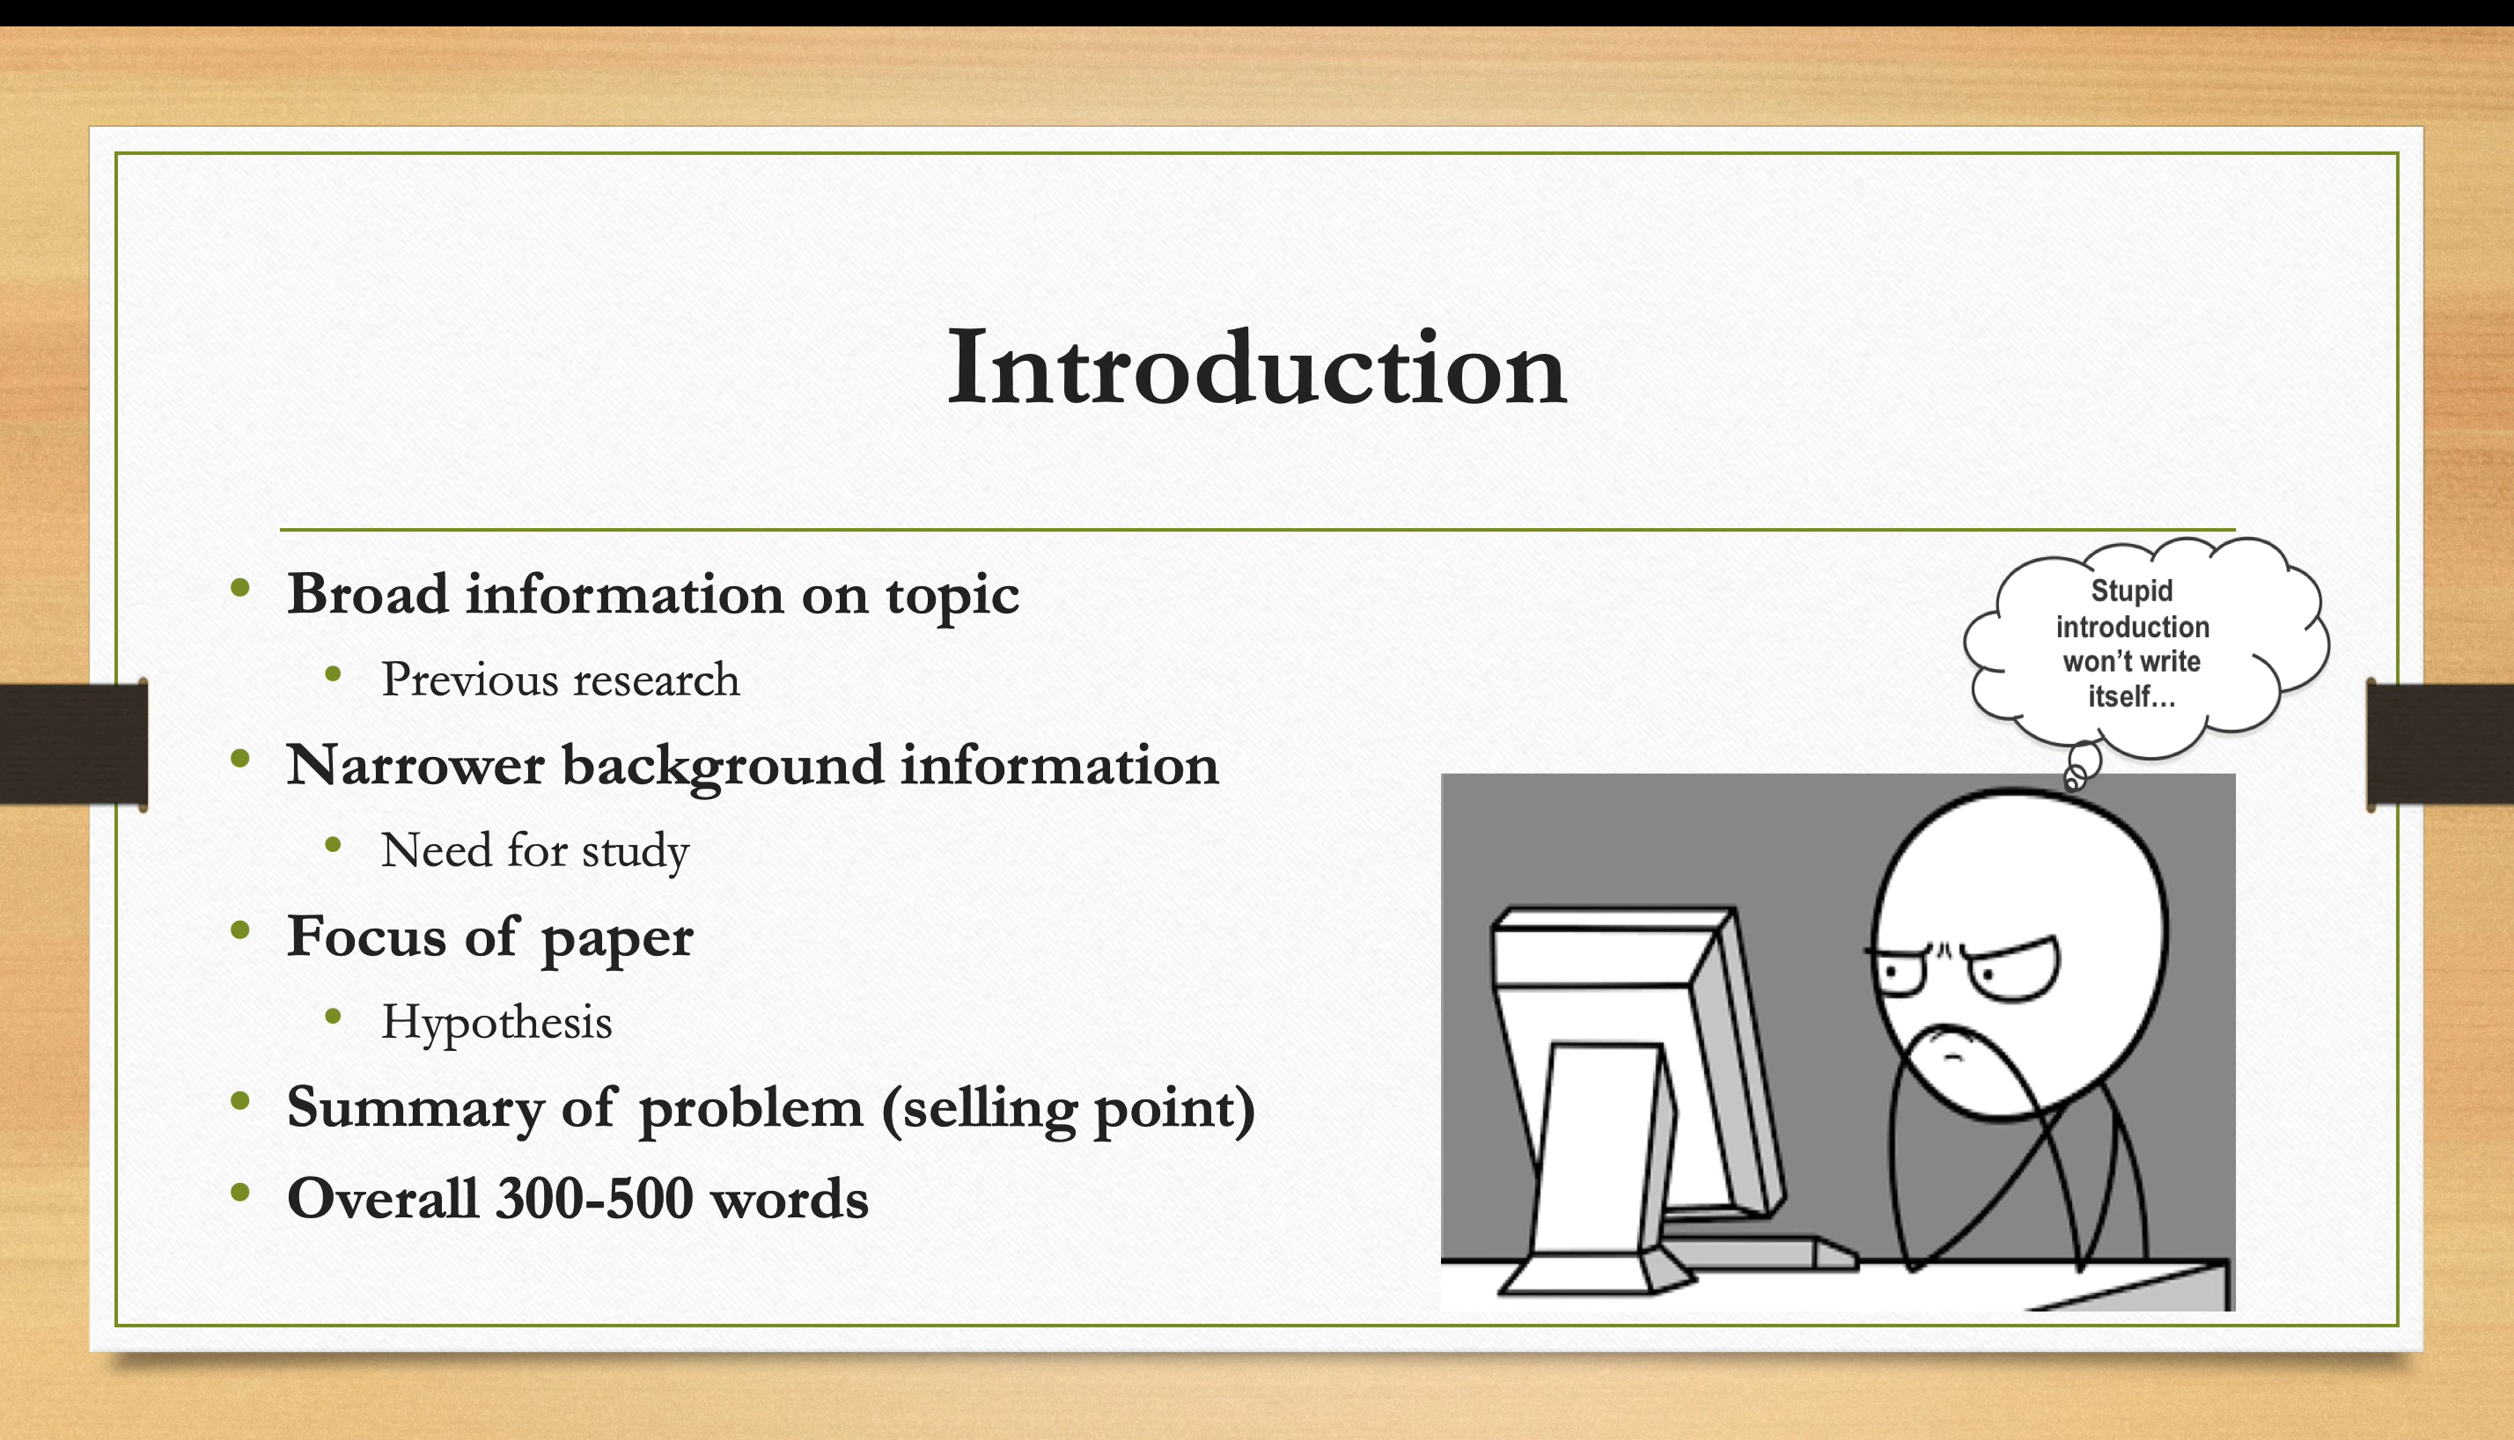 Introduction
Broad information on topic
Previous research
Narrower background information
Need for study
Focus of paper
Hypothesis
Summary of problem (selling point)
Overall 300-500 words
Stupid
introduction
won’t write
itself...